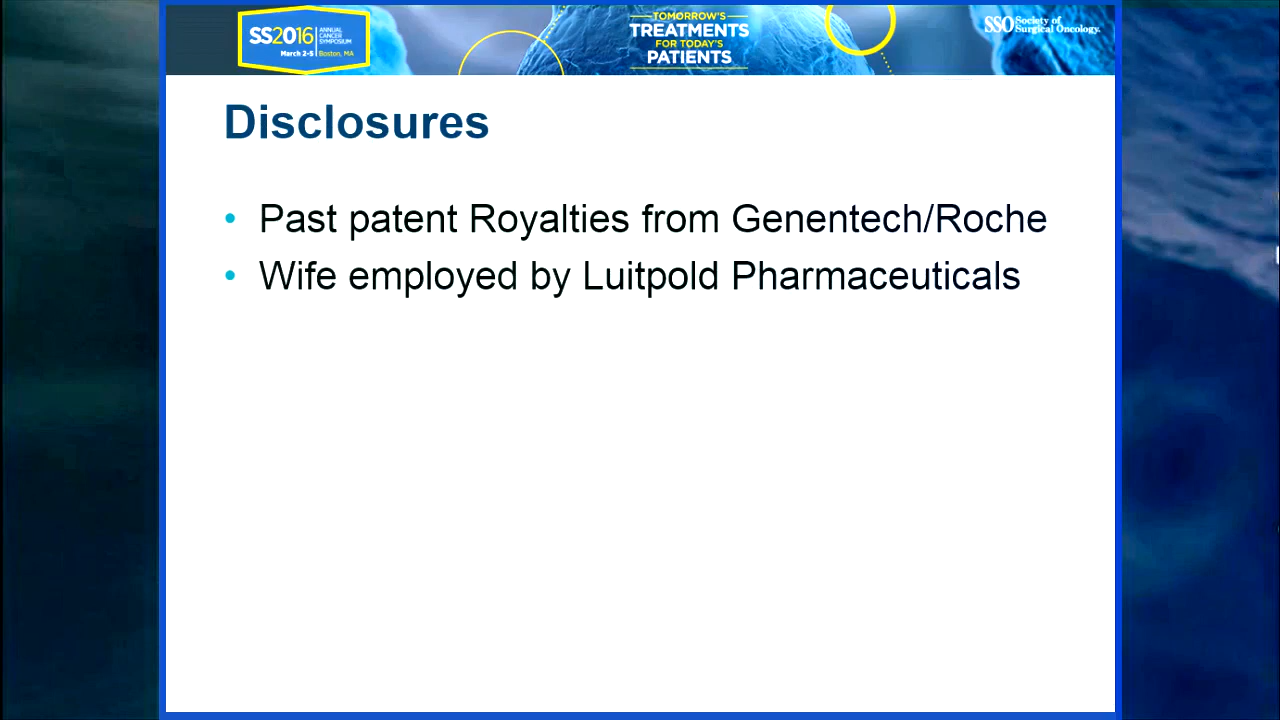 SS2016
ANNUAL
CANCER
SYMPOSIUM
March 2-5 | Boston, MA
TOMORROW'S
TREATMENTS
FOR TODAY'S
PATIENTS
SSO Society of
Surgical Oncology.
Disclosures
• Past patent Royalties from Genentech/Roche
• Wife employed by Luitpold Pharmaceuticals